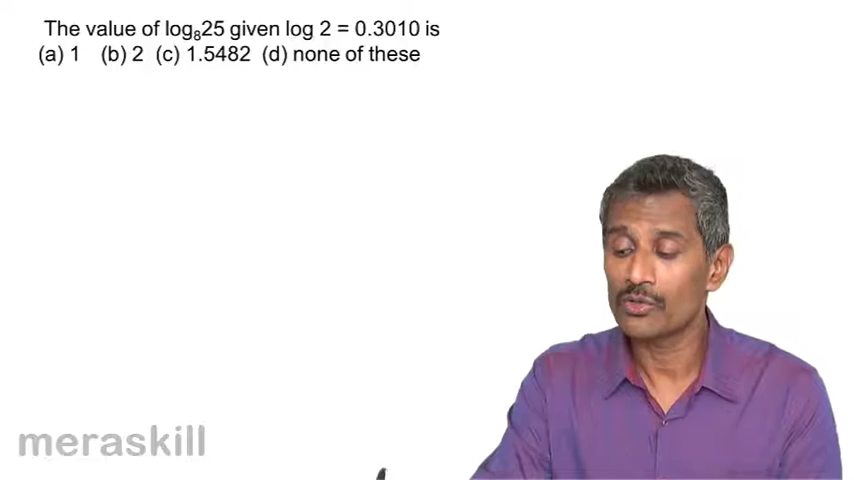 The value of log₈25 given log 2 = 0.3010 is
(a) 1 (b) 2 (c) 1.5482 (d) none of these
meraskill